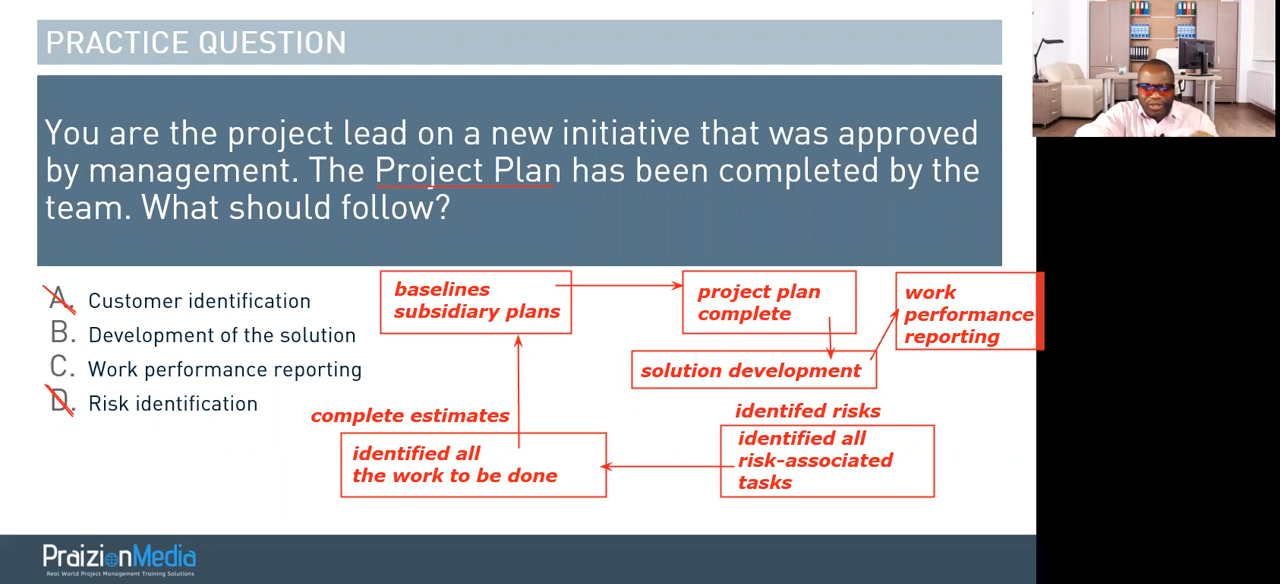 PRACTICE QUESTION
You are the project lead on a new initiative that was approved
by management. The Project Plan has been completed by the
team. What should follow?
A. Customer identification
B. Development of the solution
C. Work performance reporting
D. Risk identification
baselines
subsidiary plans
project plan
complete
work
performance
reporting
solution development
complete estimates
identifed risks
identified all
the work to be done
identified all
risk-associated
tasks
PraizionMedia
Real World Project Management Training Solutions